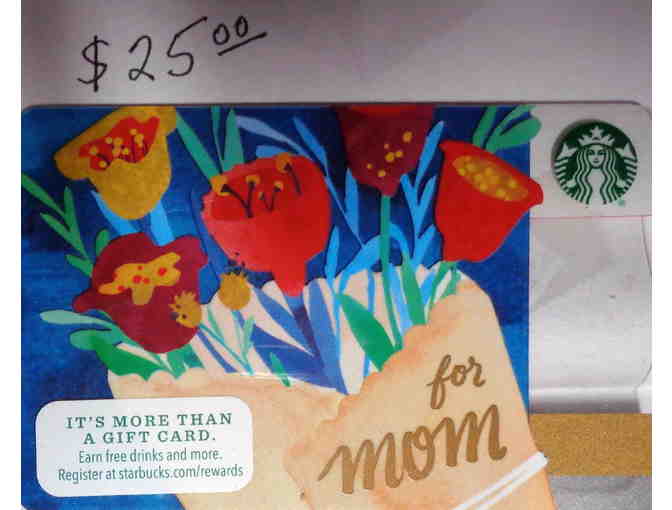 $25.00
for
mom
IT'S MORE THAN
A GIFT CARD.
Earn free drinks and more.
Register at starbucks.com/rewards